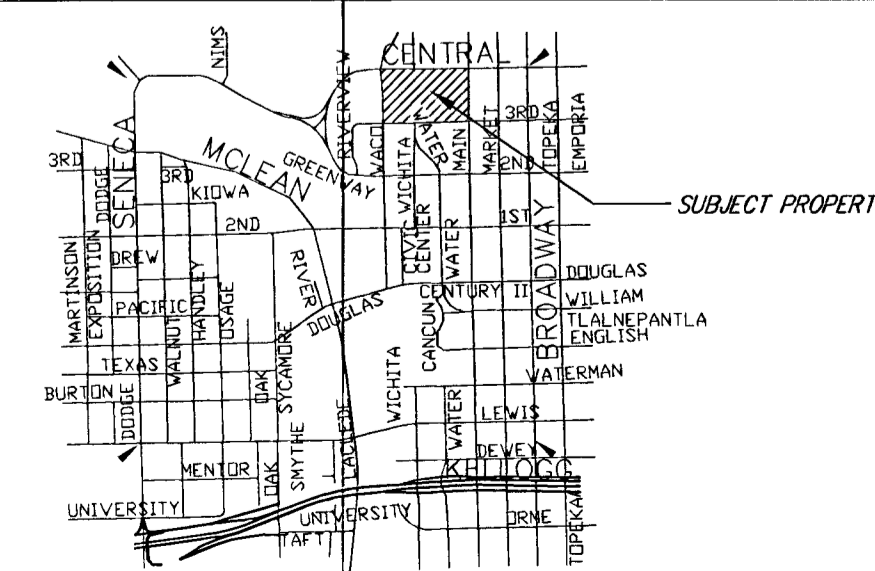 NIMS
CENTRAL
RIVERVIEW
3RD
WATER
WACO
WICHITA
MAIN
MARKET
2ND
TOPEKA
EMPORIA
SENECA
MCLEAN
GREENWAY
3RD
3RD
KIOWA
DODGE
2ND
1ST
SUBJECT PROPERT
MARTINSON
EXPOSITION
DREW
PACIFIC
WALNUT
HANDLEY
OSAGE
RIVER
DOUGLAS
CIVIC
CENTER
WATER
BROADWAY
DOUGLAS
CENTURY II
WILLIAM
TLALNEPANTLA
ENGLISH
CANCUN
WATERMAN
TEXAS
BURTON
DODGE
OAK
SYCAMORE
SMYTHE
LACLEDE
WICHITA
WATER
LEWIS
DEWEY
KELLOGG
MENTOR
OAK
UNIVERSITY
UNIVERSITY
TAFT
ORME
TOPEKA